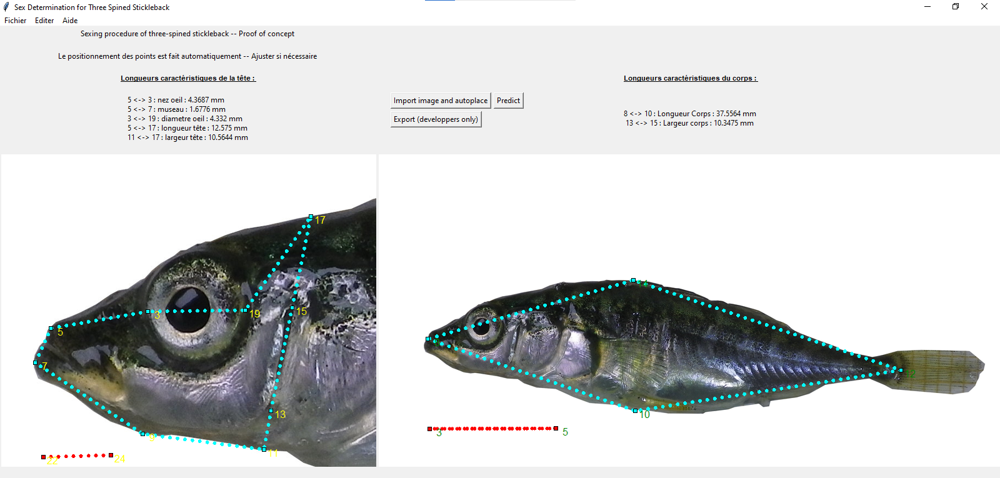 Sex Determination for Three Spined Stickleback
Fichier Editer Aide
Sexing procedure of three-spined stickleback -- Proof of concept
Le positionnement des points est fait automatiquement -- Ajuster si nécessaire
Longueurs caractéristiques de la tête :
5 <-> 3 : nez oeil : 4.3687 mm
5 <-> 7 : museau : 1.6776 mm
3 <-> 19 : diametre oeil : 4.332 mm
5 <-> 17 : longueur tête : 12.575 mm
11 <-> 17 : largeur tête : 10.5644 mm
Import image and autoplace
Predict
Export (developpers only)
Longueurs caractéristiques du corps :
8 <-> 10 : Longueur Corps : 37.5564 mm
13 <-> 15 : Largeur corps : 10.3475 mm
17
3
19
15
5
7
13
9
11
22
24
12
10
3
5